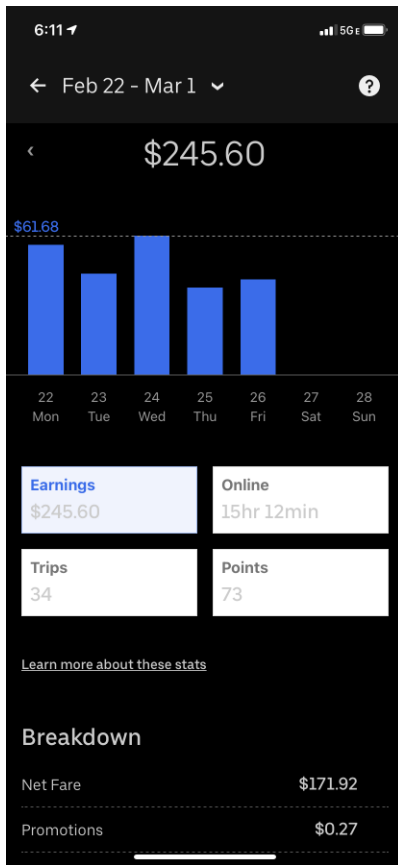 6:11 5G E
Feb 22 - Mar 1 ?
$245.60
$61.68
22 23 24 25 26 27 28
Mon Tue Wed Thu Fri Sat Sun
Earnings Online
$245.60 15hr 12min
Trips Points
34 73
Learn more about these stats
Breakdown
Net Fare $171.92
Promotions $0.27